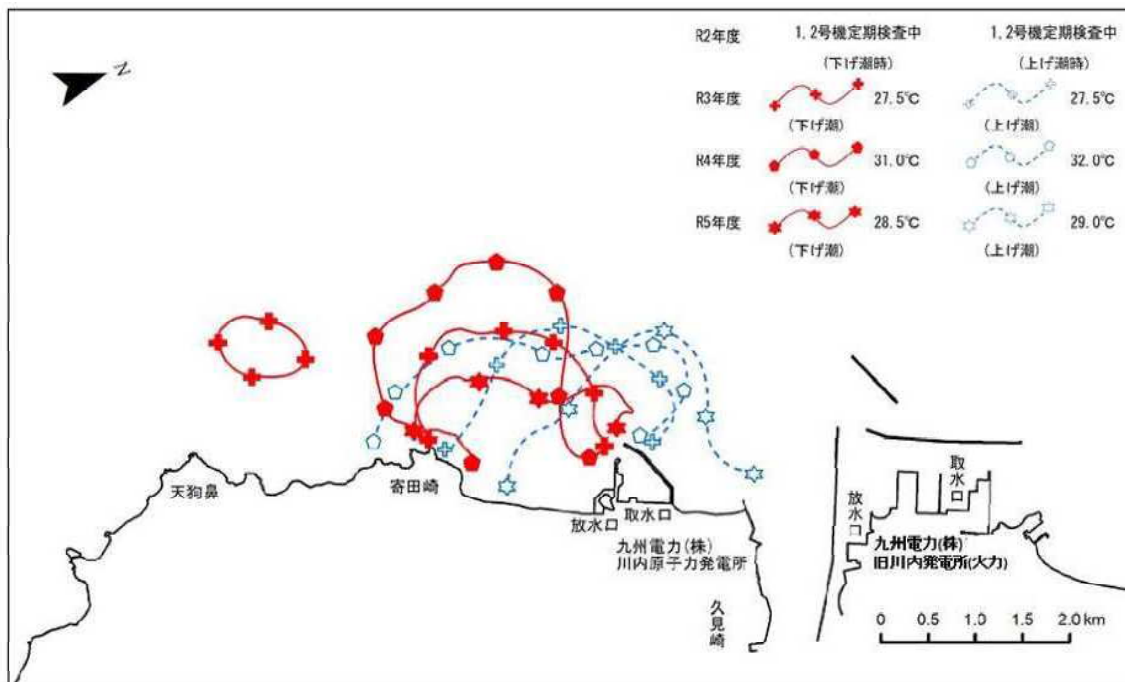 R2年度 1,2号機定期検査中 1,2号機定期検査中
(下げ潮時) (上げ潮時)
R3年度 27.5℃ 27.5℃
(下げ潮) (上げ潮)
R4年度 31.0℃ 32.0℃
(下げ潮) (上げ潮)
R5年度 28.5℃ 29.0℃
(下げ潮) (上げ潮)
N
天狗鼻
寄田崎
放水口
取水口
九州電力(株)
川内原子力発電所
久見崎
放水口
取水口
九州電力(株)
旧川内発電所(火力)
0 0.5 1.0 1.5 2.0 km